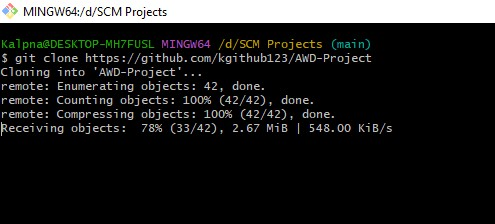 MINGW64:/d/SCM Projects
Kalpna@DESKTOP-MH7FUSL MINGW64 /d/SCM Projects (main)
$ git clone https://github.com/kgithub123/AWD-Project
Cloning into 'AWD-Project'...
remote: Enumerating objects: 42, done.
remote: Counting objects: 100% (42/42), done.
remote: Compressing objects: 100% (42/42), done.
Receiving objects:  78% (33/42), 2.67 MiB | 548.00 KiB/s